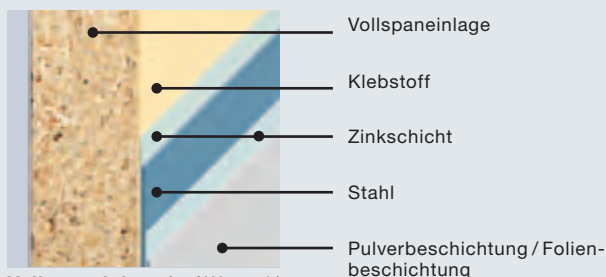 Vollspaneinlage
Klebstoff
Zinkschicht
Stahl
Pulverbeschichtung / Folien-
beschichtung